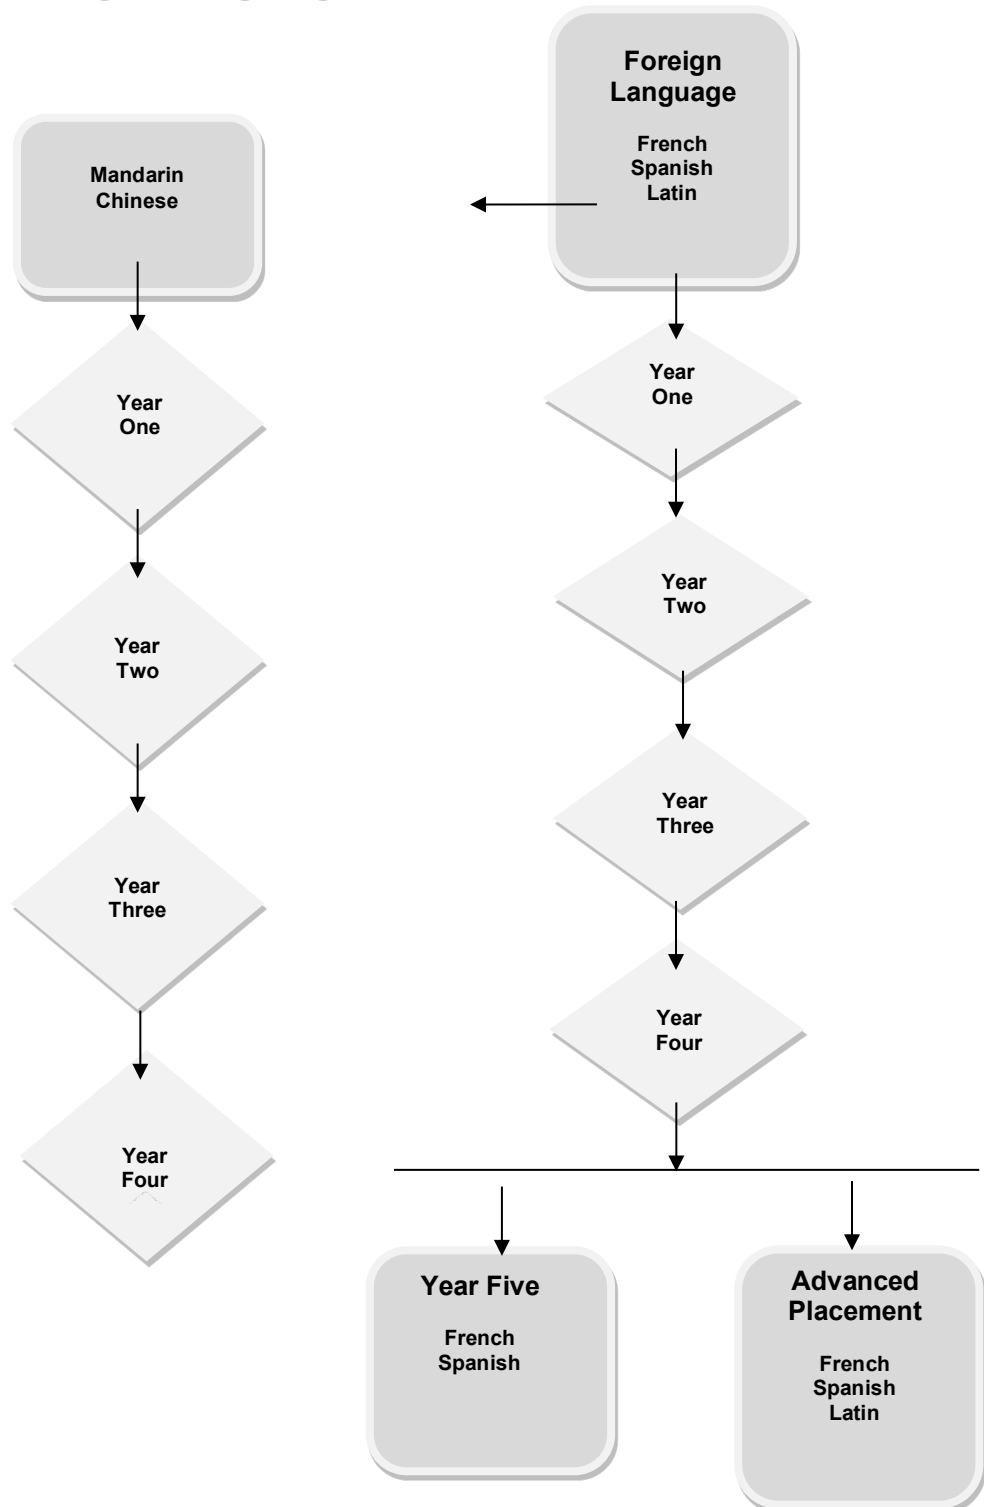 Foreign
Language
French
Spanish
Latin
Mandarin
Chinese
Year
One
Year
Two
Year
Three
Year
Four
Year
One
Year
Two
Year
Three
Year
Four
Year Five
French
Spanish
Advanced
Placement
French
Spanish
Latin